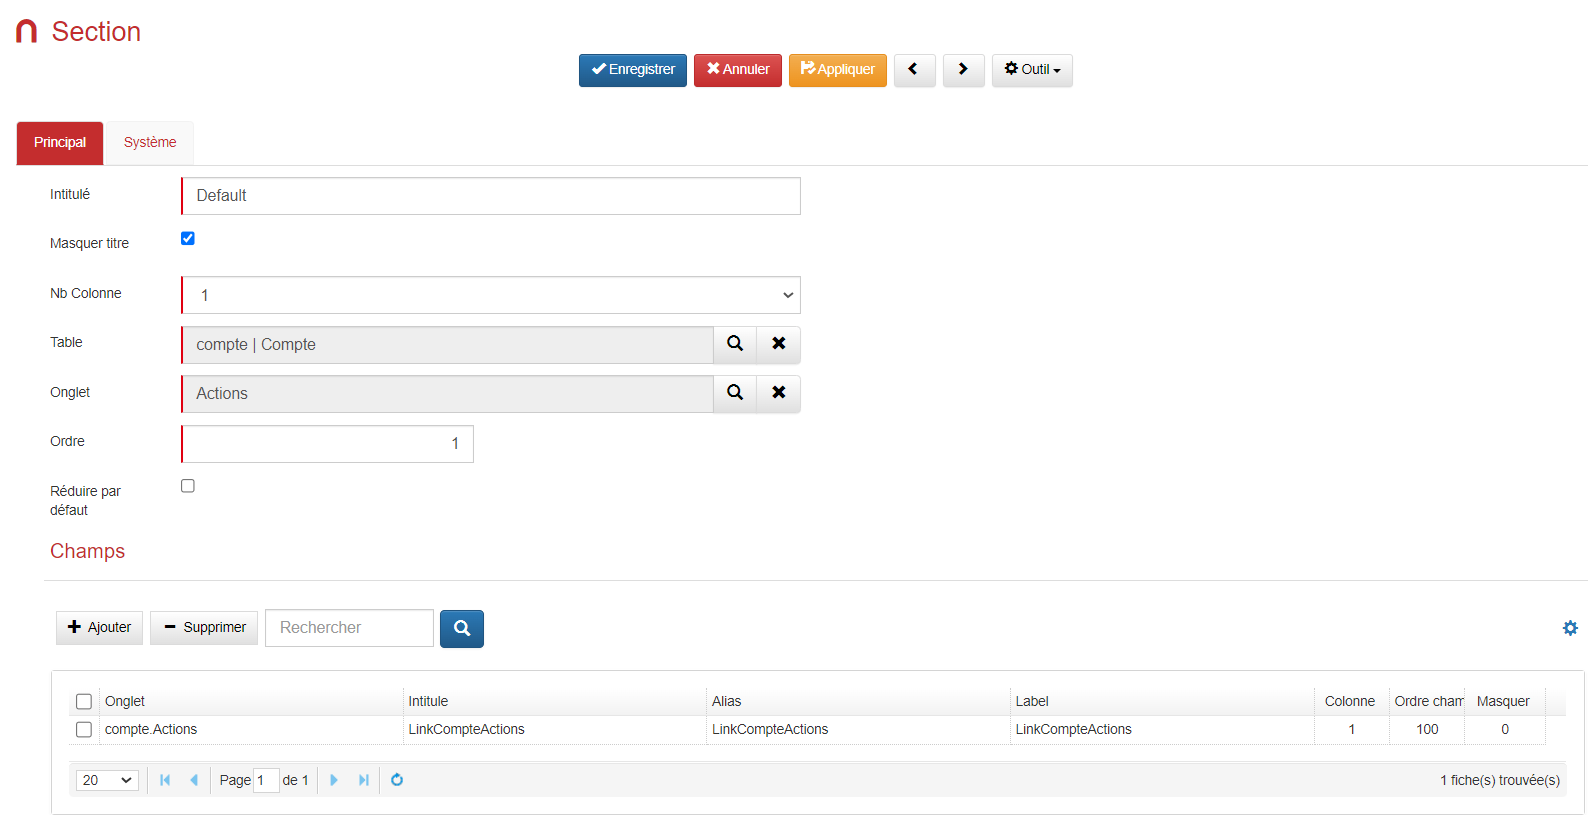 Section
Enregistrer Annuler Appliquer Outil
Principal Système
Intitulé Default
Masquer titre
Nb Colonne 1
Table compte | Compte
Onglet Actions
Ordre 1
Réduire par
défaut
Champs
Ajouter Supprimer Rechercher
Onglet Intitule Alias Label Colonne Ordre cham Masquer
compte.Actions LinkCompteActions LinkCompteActions LinkCompteActions 1 100 0
20 Page 1 de 1 1 fiche(s) trouvée(s)